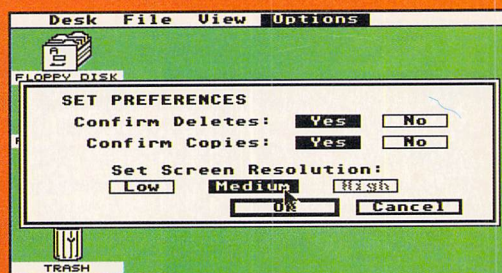 Desk File View Options
A
FLOPPY DISK
SET PREFERENCES
Confirm Deletes: Yes No
Confirm Copies: Yes No
Set Screen Resolution:
Low Medium High
OK Cancel
TRASH